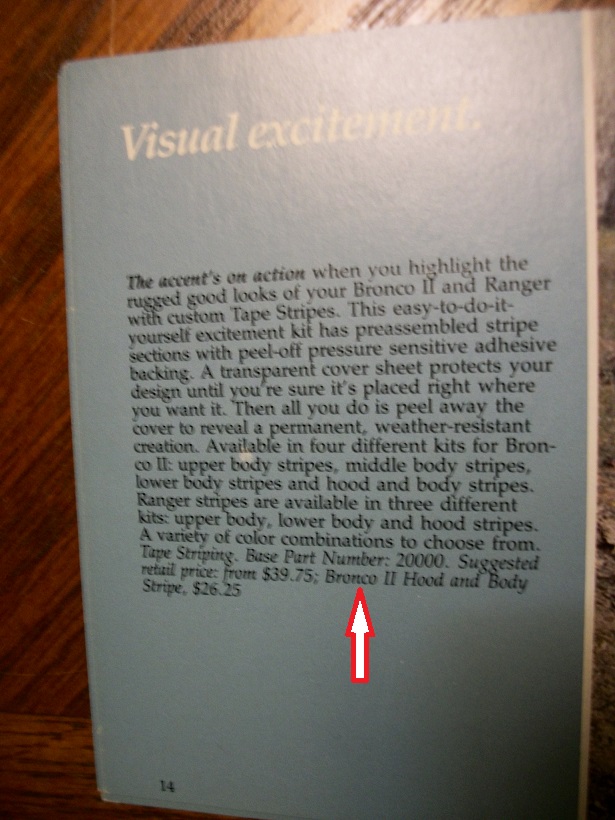 Visual excitement.
The accent's on action when you highlight the
rugged good looks of your Bronco II and Ranger
with custom Tape Stripes. This easy-to-do-it-
yourself excitement kit has preassembled stripe
sections with peel-off pressure sensitive adhesive
backing. A transparent cover sheet protects your
design until you're sure it's placed right where
you want it. Then all you do is peel away the
cover to reveal a permanent, weather-resistant
creation. Available in four different kits for Bron-
co II: upper body stripes, middle body stripes,
lower body stripes and hood and body stripes.
Ranger stripes are available in three different
kits: upper body, lower body and hood stripes.
A variety of color combinations to choose from.
Tape Striping. Base Part Number: 20000. Suggested
retail price: from $39.75; Bronco II Hood and Body
Stripe, $26.25
14